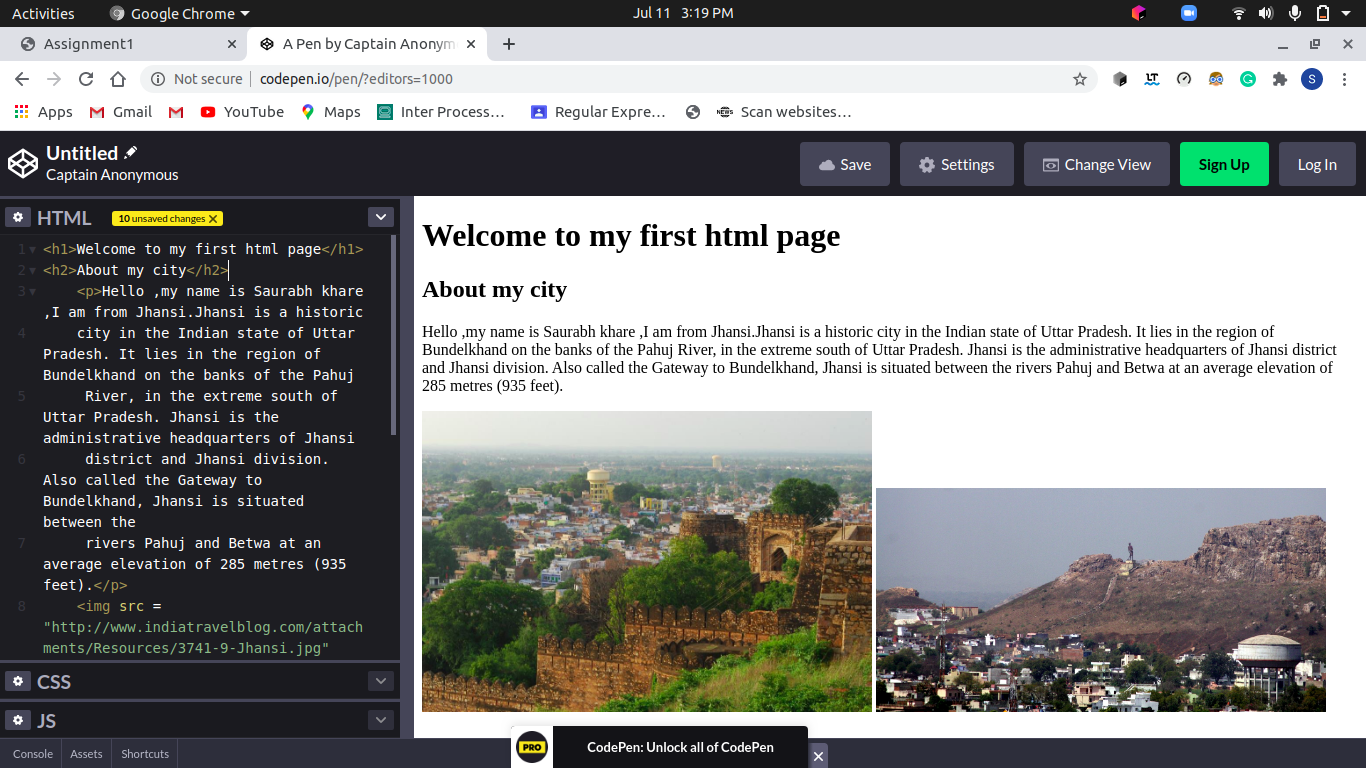 Activities Google Chrome Jul 11 3:19 PM
Assignment1 A Pen by Captain Anonym
Not secure codepen.io/pen/?editors=1000 LT G S
Apps Gmail YouTube Maps Inter Process… Regular Expre… NEWS Scan websites…
Untitled
Captain Anonymous
Save Settings Change View Sign Up Log In
HTML 10 unsaved changes X
1 <h1>Welcome to my first html page</h1>
2 <h2>About my city</h2>
3 <p>Hello ,my name is Saurabh khare
,I am from Jhansi.Jhansi is a historic
4 city in the Indian state of Uttar
Pradesh. It lies in the region of
Bundelkhand on the banks of the Pahuj
5 River, in the extreme south of
Uttar Pradesh. Jhansi is the
administrative headquarters of Jhansi
6 district and Jhansi division.
Also called the Gateway to
Bundelkhand, Jhansi is situated
between the
7 rivers Pahuj and Betwa at an
average elevation of 285 metres (935
feet).</p>
8 <img src =
"http://www.indiatravelblog.com/attach
ments/Resources/3741-9-Jhansi.jpg"
CSS
JS
Welcome to my first html page
About my city
Hello ,my name is Saurabh khare ,I am from Jhansi.Jhansi is a historic city in the Indian state of Uttar Pradesh. It lies in the region of
Bundelkhand on the banks of the Pahuj River, in the extreme south of Uttar Pradesh. Jhansi is the administrative headquarters of Jhansi district
and Jhansi division. Also called the Gateway to Bundelkhand, Jhansi is situated between the rivers Pahuj and Betwa at an average elevation of
285 metres (935 feet).
Console Assets Shortcuts
PRO CodePen: Unlock all of CodePen